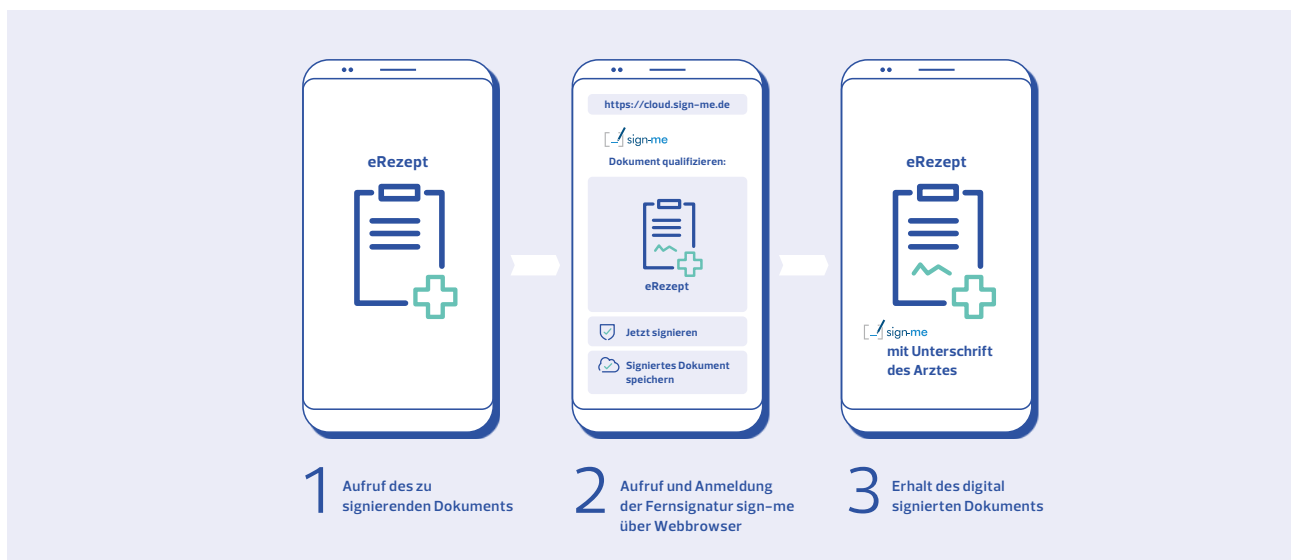 eRezept
https://cloud.sign-me.de
sign-me
Dokument qualifizieren:
eRezept
Jetzt signieren
Signiertes Dokument
speichern
eRezept
sign-me
mit Unterschrift
des Arztes
1 Aufruf des zu
signierenden Dokuments
2 Aufruf und Anmeldung
der Fernsignatur sign-me
über Webbrowser
3 Erhalt des digital
signierten Dokuments